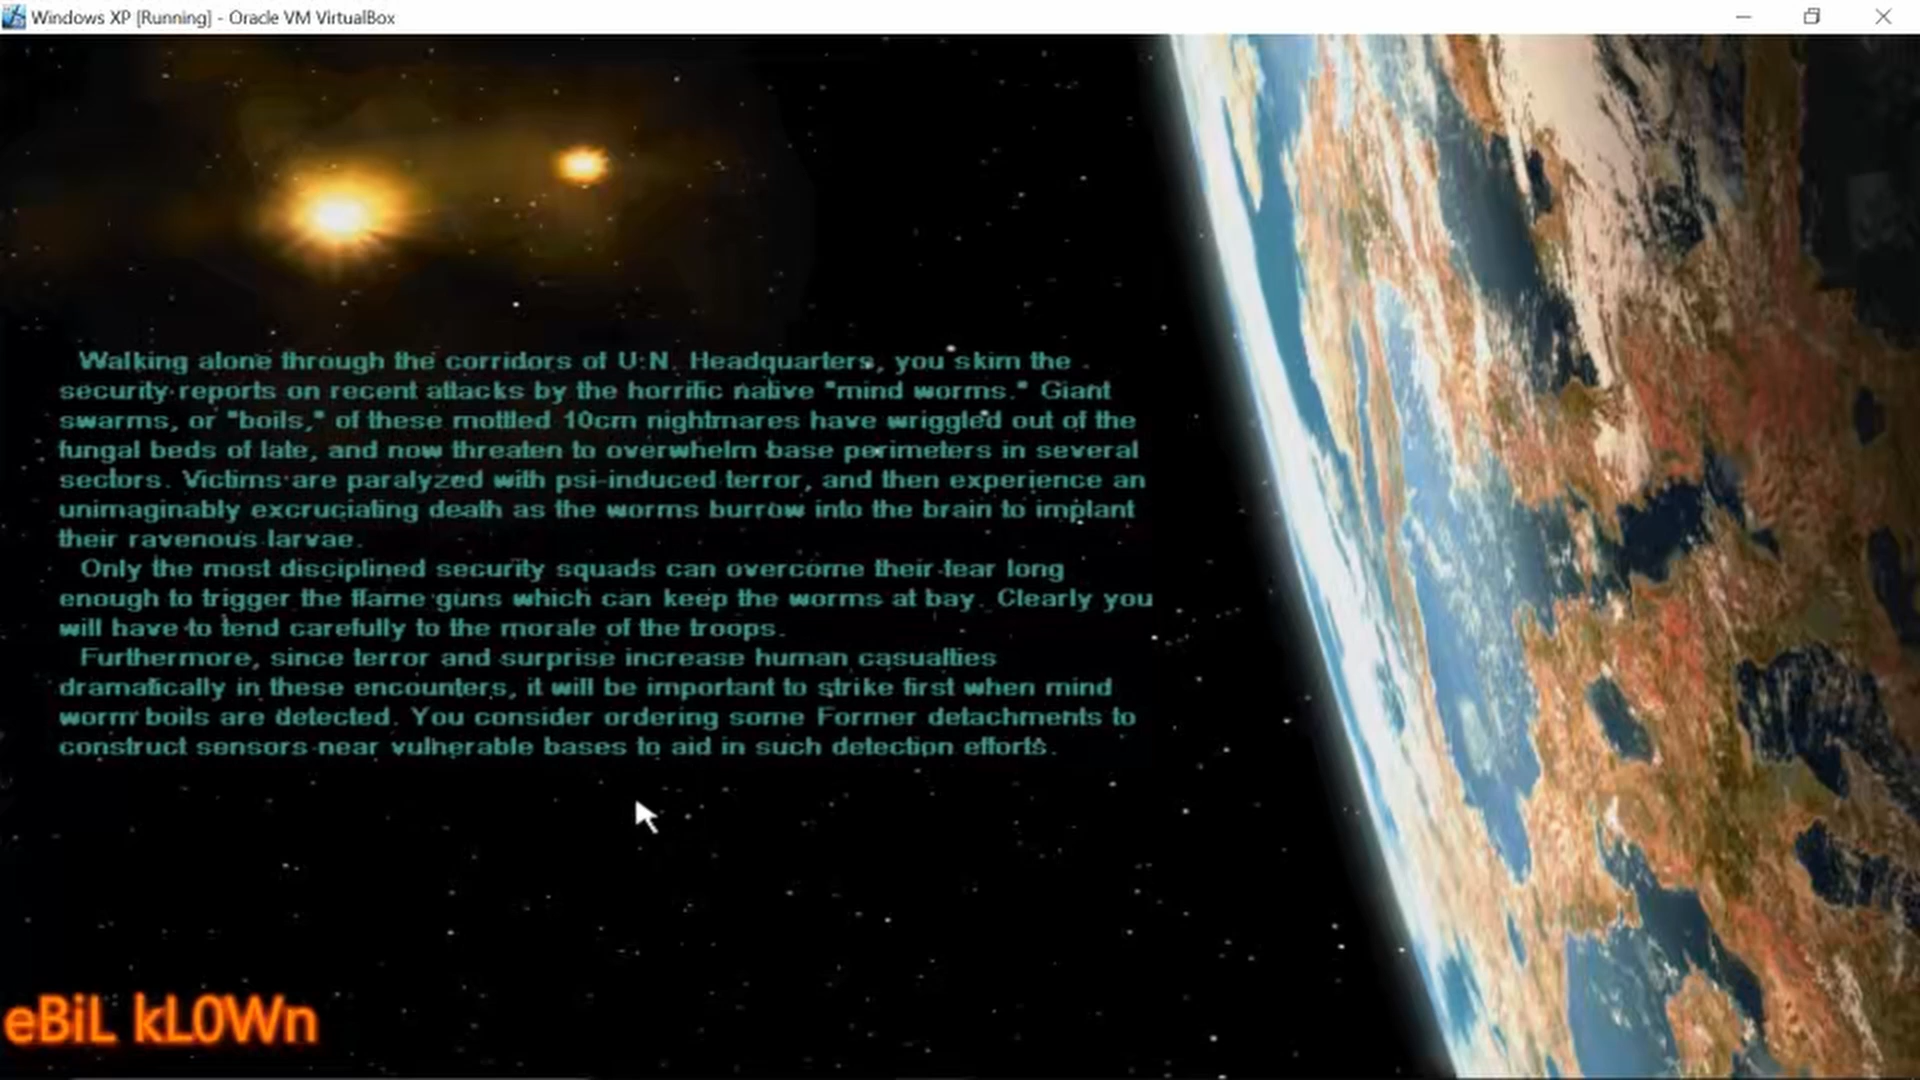 Windows XP [Running] - Oracle VM VirtualBox
Walking alone through the corridors of U.N. Headquarters, you skim the
security reports on recent attacks by the horrific native "mind worms." Giant
swarms, or "boils," of these mottled 10cm nightmares have wriggled out of the
fungal beds of late, and now threaten to overwhelm base perimeters in several
sectors. Victims are paralyzed with psi-induced terror, and then experience an
unimaginably excruciating death as the worms burrow into the brain to implant
their ravenous larvae.
Only the most disciplined security squads can overcome their fear long
enough to trigger the flame guns which can keep the worms at bay. Clearly you
will have to tend carefully to the morale of the troops.
Furthermore, since terror and surprise increase human casualties
dramatically in these encounters, it will be important to strike first when mind
worm boils are detected. You consider ordering some Former detachments to
construct sensors near vulnerable bases to aid in such detection efforts.
eBiL kL0Wn